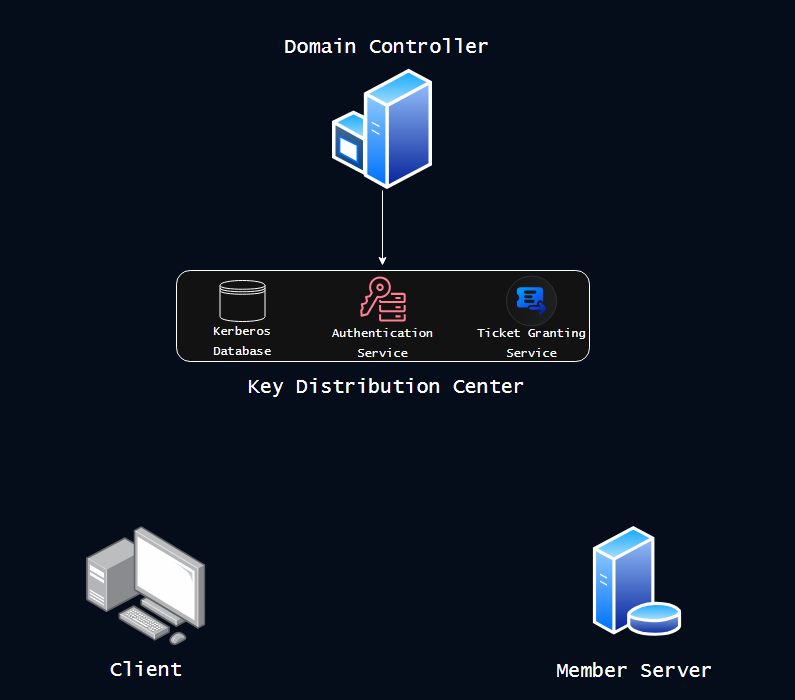 Domain Controller
Kerberos
Database
Authentication
Service
Ticket Granting
Service
Key Distribution Center
Client
Member Server